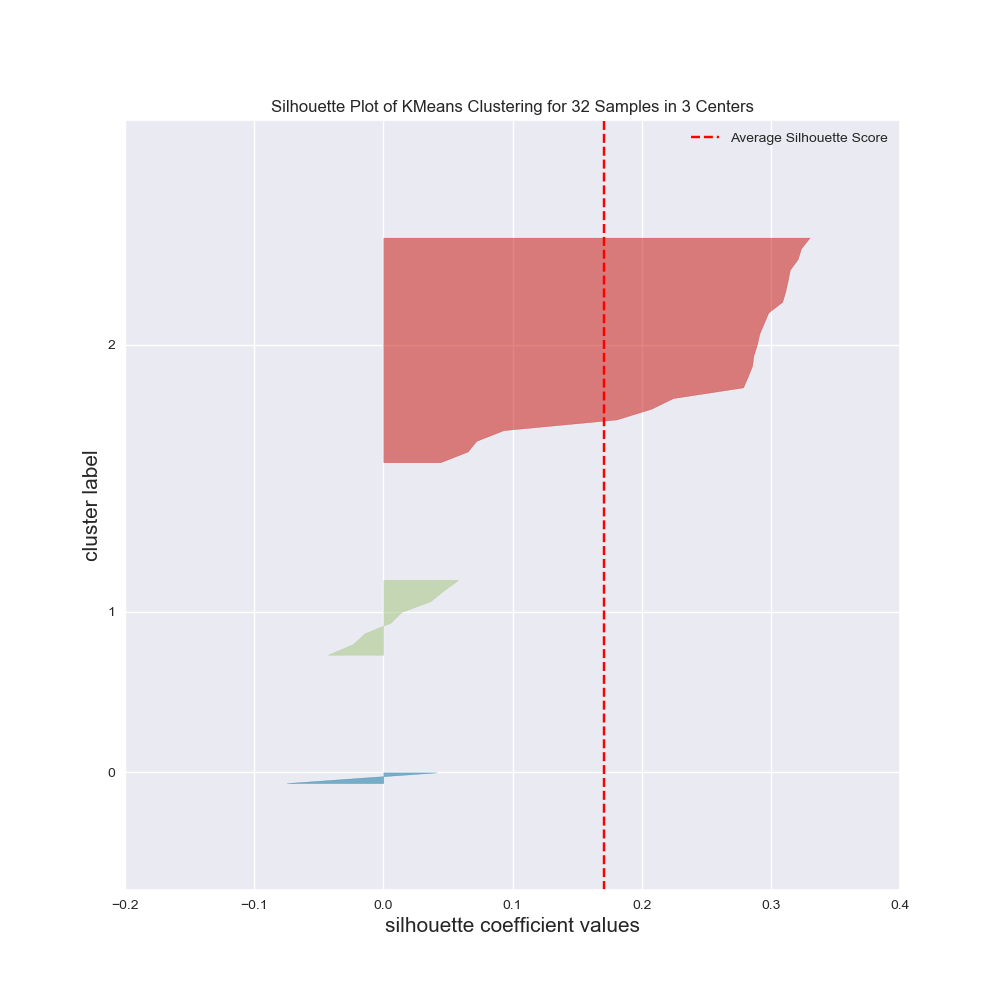 Silhouette Plot of KMeans Clustering for 32 Samples in 3 Centers
Average Silhouette Score
2
1
0
cluster label
−0.2 −0.1 0.0 0.1 0.2 0.3 0.4
silhouette coefficient values